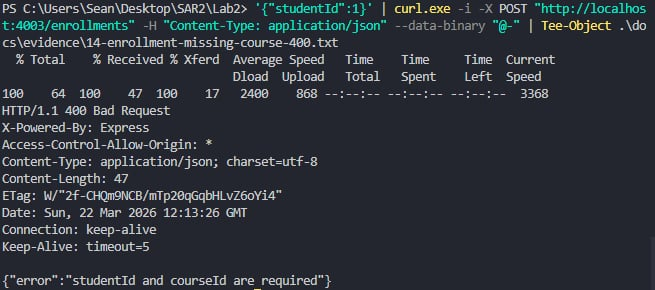 PS C:\Users\Sean\Desktop\SAR2\Lab2> '{"studentId":1}' | curl.exe -i -X POST "http://localhos
t:4003/enrollments" -H "Content-Type: application/json" --data-binary "@-" | Tee-Object .\do
cs\evidence\14-enrollment-missing-course-400.txt
  % Total    % Received % Xferd  Average Speed   Time    Time     Time  Current
                                 Dload  Upload   Total   Spent    Left  Speed
100    64  100    47  100    17   2400    868 --:--:-- --:--:-- --:--:--  3368
HTTP/1.1 400 Bad Request
X-Powered-By: Express
Access-Control-Allow-Origin: *
Content-Type: application/json; charset=utf-8
Content-Length: 47
ETag: W/"2f-CHQm9NCB/mTp20qGqbHLvZ6oYi4"
Date: Sun, 22 Mar 2026 12:13:26 GMT
Connection: keep-alive
Keep-Alive: timeout=5

{"error":"studentId and courseId are required"}